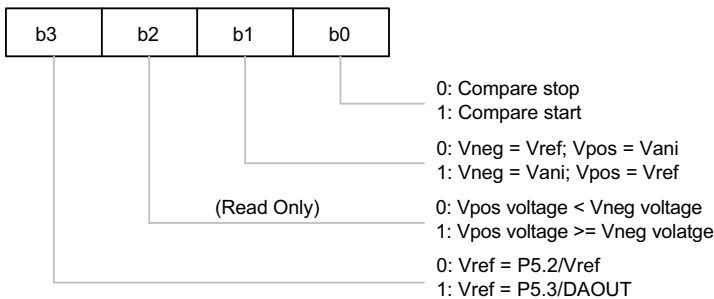 b3 b2 b1 b0
0: Compare stop
1: Compare start
0: Vneg = Vref; Vpos = Vani
1: Vneg = Vani; Vpos = Vref
(Read Only) 0: Vpos voltage < Vneg voltage
1: Vpos voltage >= Vneg volatge
0: Vref = P5.2/Vref
1: Vref = P5.3/DAOUT